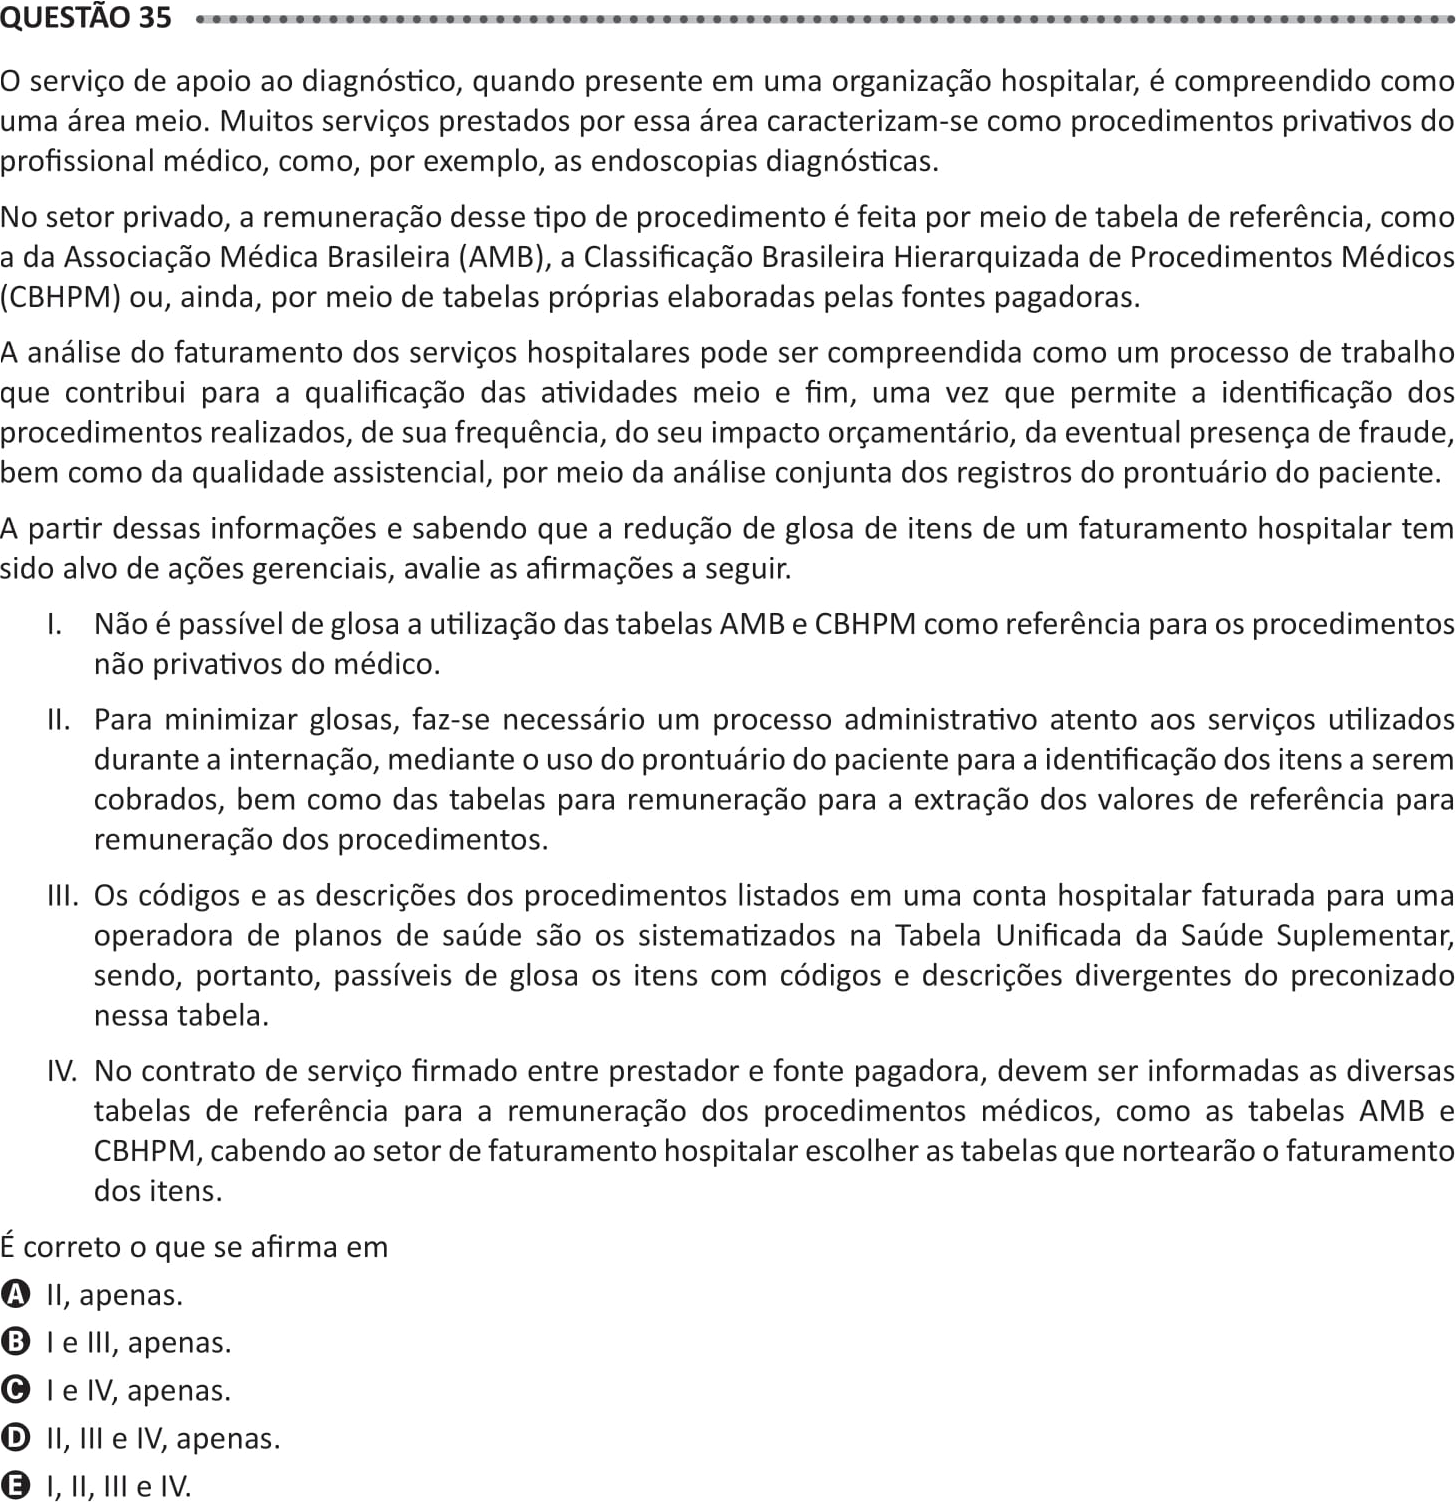 QUESTÃO 35
O serviço de apoio ao diagnóstico, quando presente em uma organização hospitalar, é compreendido como
uma área meio. Muitos serviços prestados por essa área caracterizam-se como procedimentos privativos do
profissional médico, como, por exemplo, as endoscopias diagnósticas.
No setor privado, a remuneração desse tipo de procedimento é feita por meio de tabela de referência, como
a da Associação Médica Brasileira (AMB), a Classificação Brasileira Hierarquizada de Procedimentos Médicos
(CBHPM) ou, ainda, por meio de tabelas próprias elaboradas pelas fontes pagadoras.
A análise do faturamento dos serviços hospitalares pode ser compreendida como um processo de trabalho
que contribui para a qualificação das atividades meio e fim, uma vez que permite a identificação dos
procedimentos realizados, de sua frequência, do seu impacto orçamentário, da eventual presença de fraude,
bem como da qualidade assistencial, por meio da análise conjunta dos registros do prontuário do paciente.
A partir dessas informações e sabendo que a redução de glosa de itens de um faturamento hospitalar tem
sido alvo de ações gerenciais, avalie as afirmações a seguir.
I. Não é passível de glosa a utilização das tabelas AMB e CBHPM como referência para os procedimentos
não privativos do médico.
II. Para minimizar glosas, faz-se necessário um processo administrativo atento aos serviços utilizados
durante a internação, mediante o uso do prontuário do paciente para a identificação dos itens a serem
cobrados, bem como das tabelas para remuneração para a extração dos valores de referência para
remuneração dos procedimentos.
III. Os códigos e as descrições dos procedimentos listados em uma conta hospitalar faturada para uma
operadora de planos de saúde são os sistematizados na Tabela Unificada da Saúde Suplementar,
sendo, portanto, passíveis de glosa os itens com códigos e descrições divergentes do preconizado
nessa tabela.
IV. No contrato de serviço firmado entre prestador e fonte pagadora, devem ser informadas as diversas
tabelas de referência para a remuneração dos procedimentos médicos, como as tabelas AMB e
CBHPM, cabendo ao setor de faturamento hospitalar escolher as tabelas que nortearão o faturamento
dos itens.
É correto o que se afirma em
A II, apenas.
B I e III, apenas.
C I e IV, apenas.
D II, III e IV, apenas.
E I, II, III e IV.